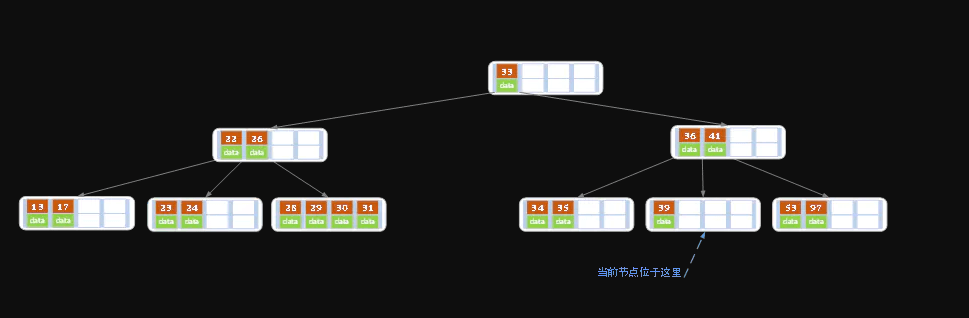 33
data
22 26
data data
36 41
data data
13 17
data data
23 24
data data
28 29 30 31
data data data data
34 35
data data
39
data
53 97
data data
当前节点位于这里